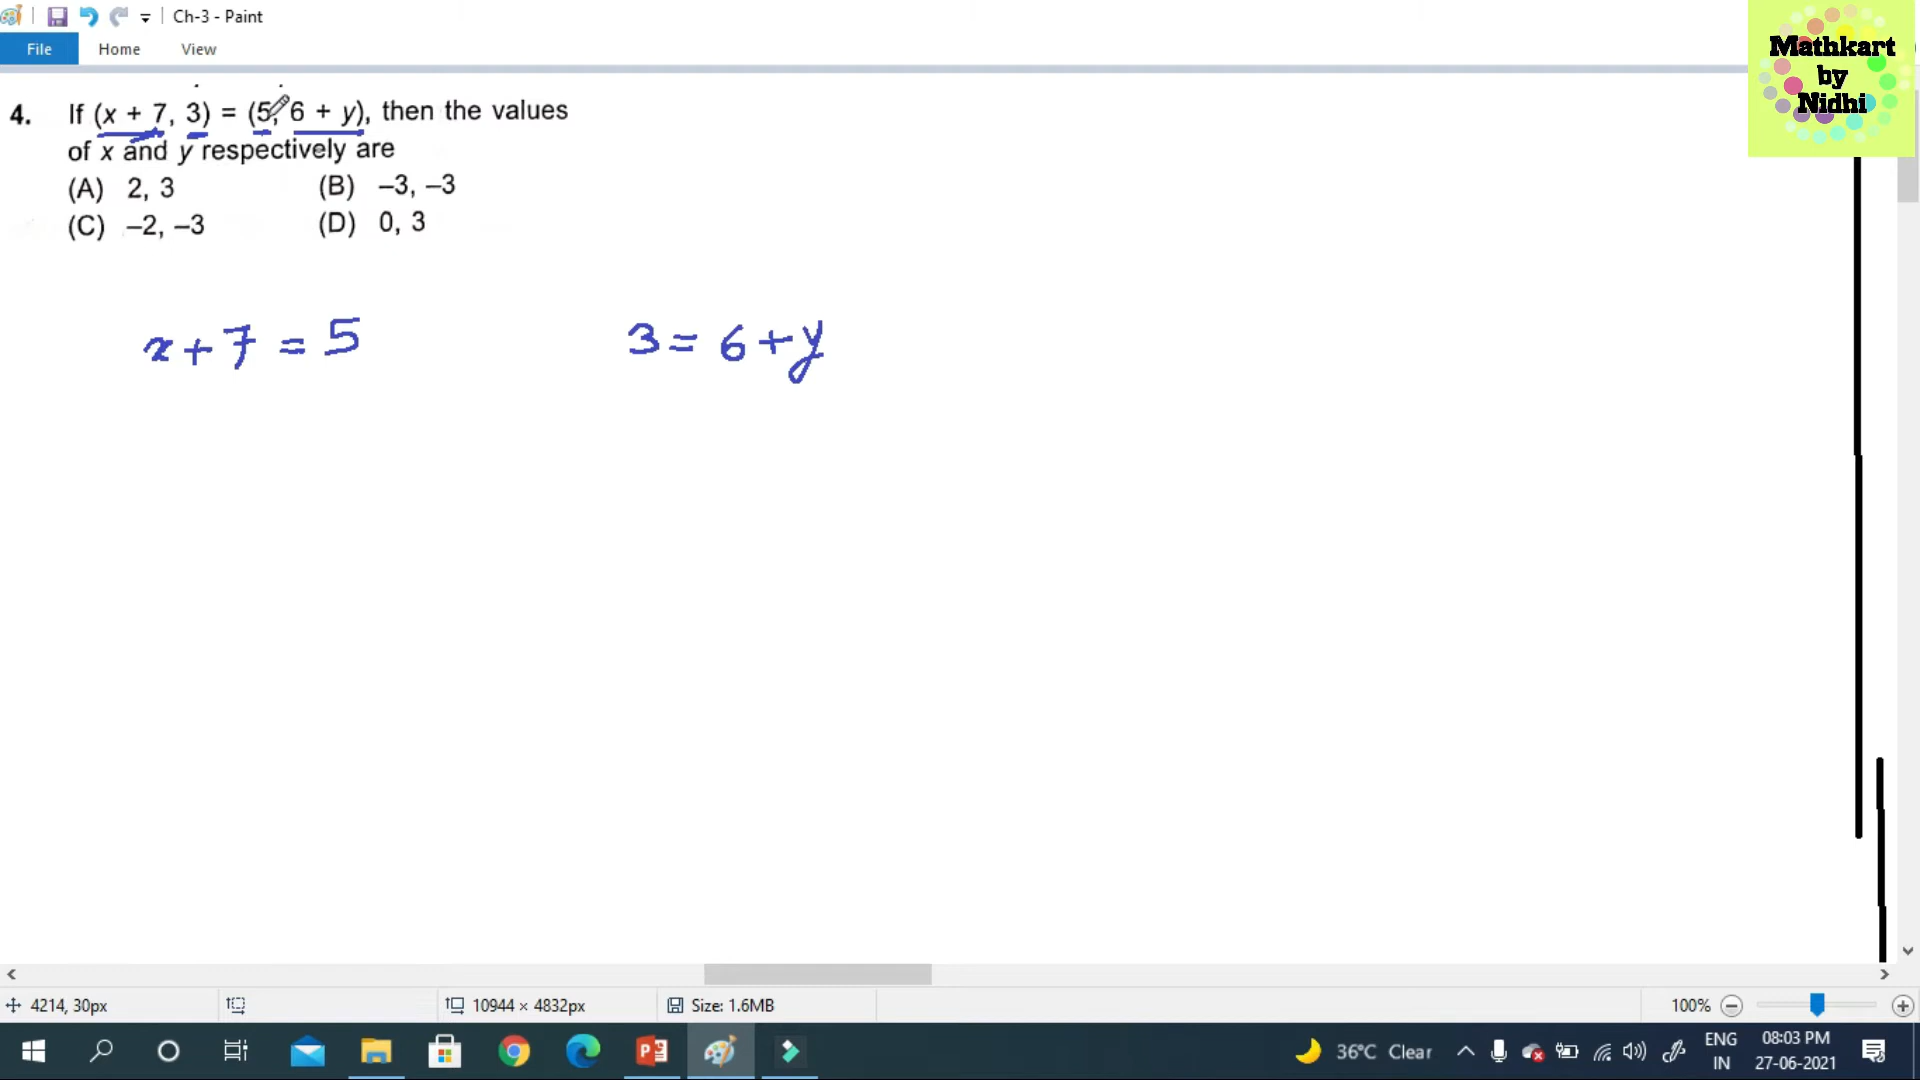 Ch-3 - Paint
File Home View
Mathkart
by
Nidhi
4. If (x + 7, 3) = (5, 6 + y), then the values
of x and y respectively are
(A) 2, 3 (B) –3, –3
(C) –2, –3 (D) 0, 3
x + 7 = 5 3 = 6 + y
4214, 30px 10944 × 4832px Size: 1.6MB 100%
36°C Clear ENG 08:03 PM
IN 27-06-2021